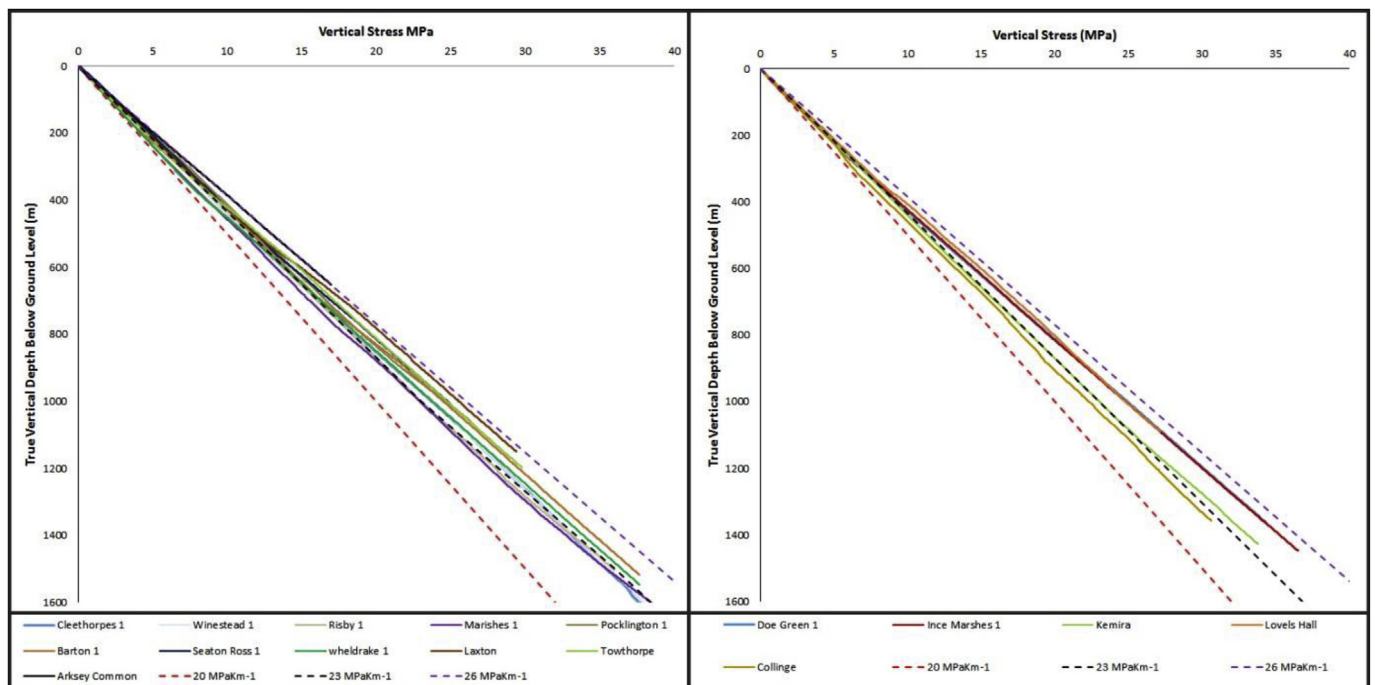 Vertical Stress MPa
0 5 10 15 20 25 30 35 40
True Vertical Depth Below Ground Level (m)
0
200
400
600
800
1000
1200
1400
1600
Cleethorpes 1 Winestead 1 Risby 1 Marishes 1 Pocklington 1
Barton 1 Seaton Ross 1 wheldrake 1 Laxton Towthorpe
Arksey Common 20 MPaKm-1 23 MPaKm-1 26 MPaKm-1
Vertical Stress (MPa)
0 5 10 15 20 25 30 35 40
True Vertical Depth Below Ground Level (m)
0
200
400
600
800
1000
1200
1400
1600
Doe Green 1 Ince Marshes 1 Kemira Lovels Hall
Collinge 20 MPaKm-1 23 MPaKm-1 26 MPaKm-1